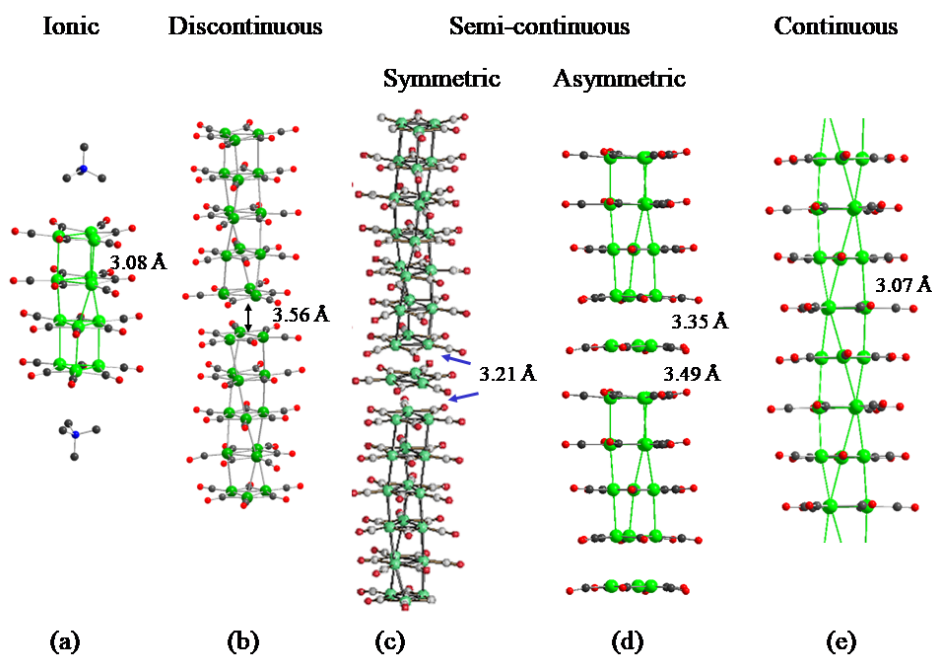 Ionic Discontinuous Semi-continuous Continuous
Symmetric Asymmetric
3.08 Å
3.56 Å
3.21 Å
3.35 Å
3.49 Å
3.07 Å
(a) (b) (c) (d) (e)